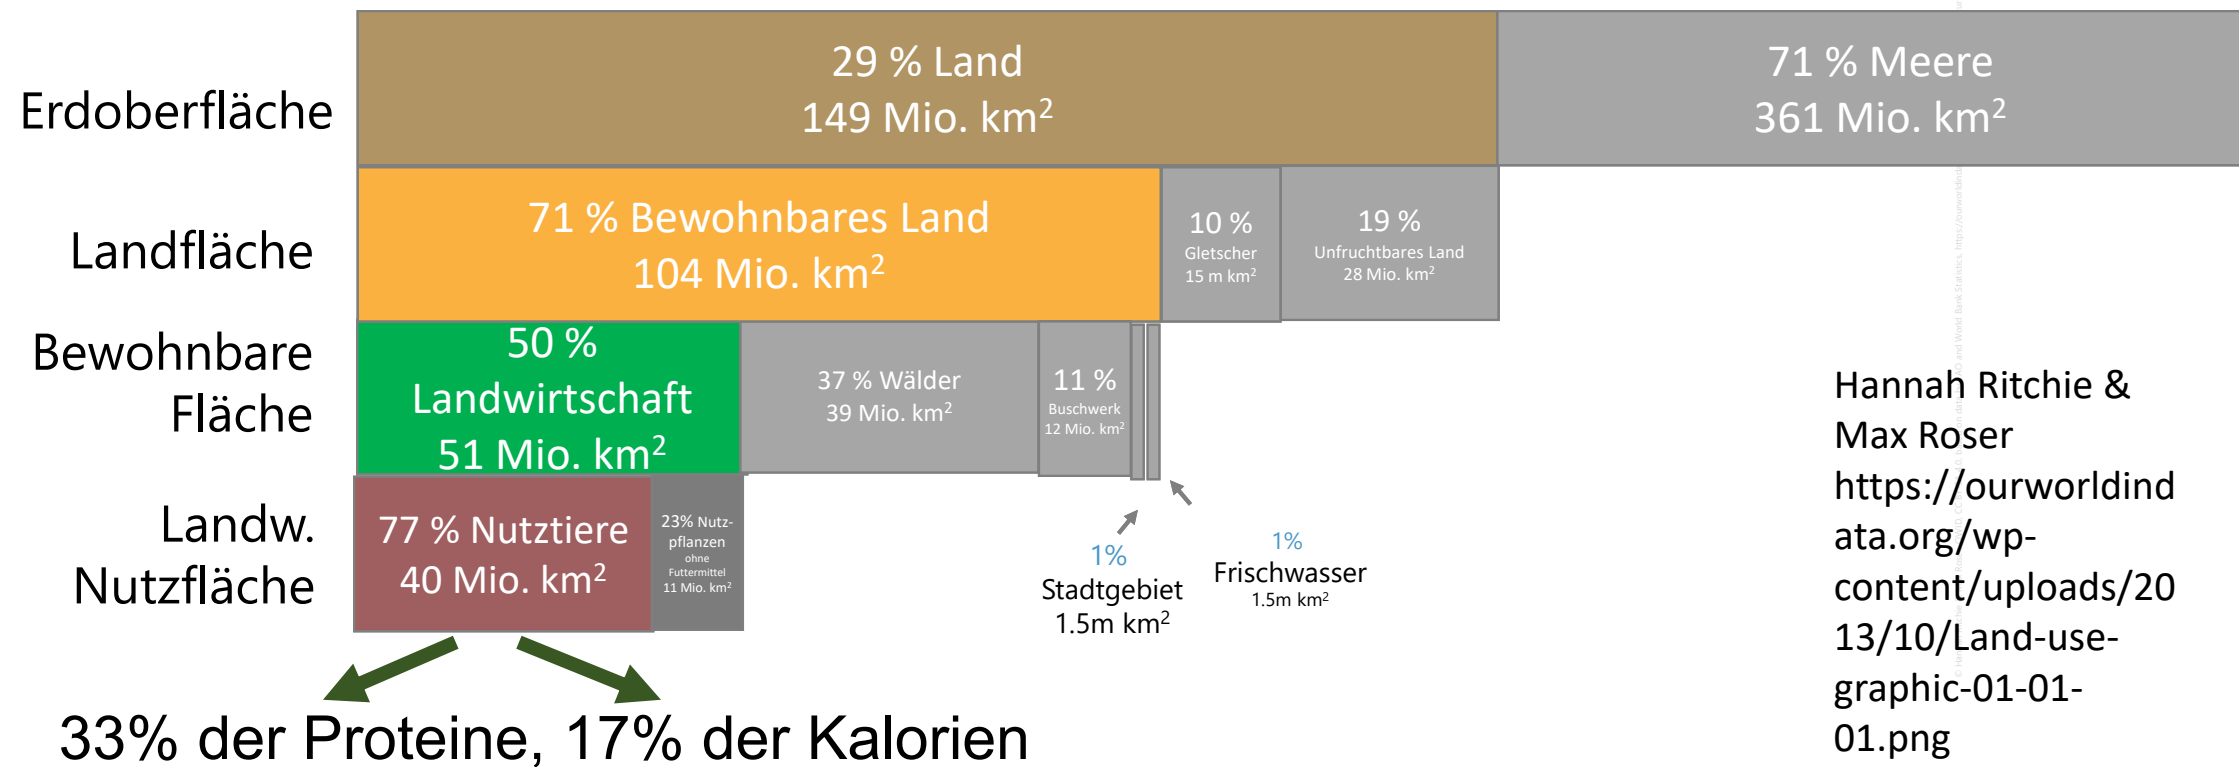 Erdoberfläche
29 % Land
149 Mio. km²
71 % Meere
361 Mio. km²
Landfläche
71 % Bewohnbares Land
104 Mio. km²
10 %
Gletscher
15 m km²
19 %
Unfruchtbares Land
28 Mio. km²
Bewohnbare
Fläche
50 %
Landwirtschaft
51 Mio. km²
37 % Wälder
39 Mio. km²
11 %
Buschwerk
12 Mio. km²
Landw.
Nutzfläche
77 % Nutztiere
40 Mio. km²
23% Nutz-
pflanzen
ohne
Futtermittel
11 Mio. km²
1%
Stadtgebiet
1.5m km²
1%
Frischwasser
1.5m km²
33% der Proteine, 17% der Kalorien
Hannah Ritchie &
Max Roser
https://ourworldind
ata.org/wp-
content/uploads/20
13/10/Land-use-
graphic-01-01-
01.png